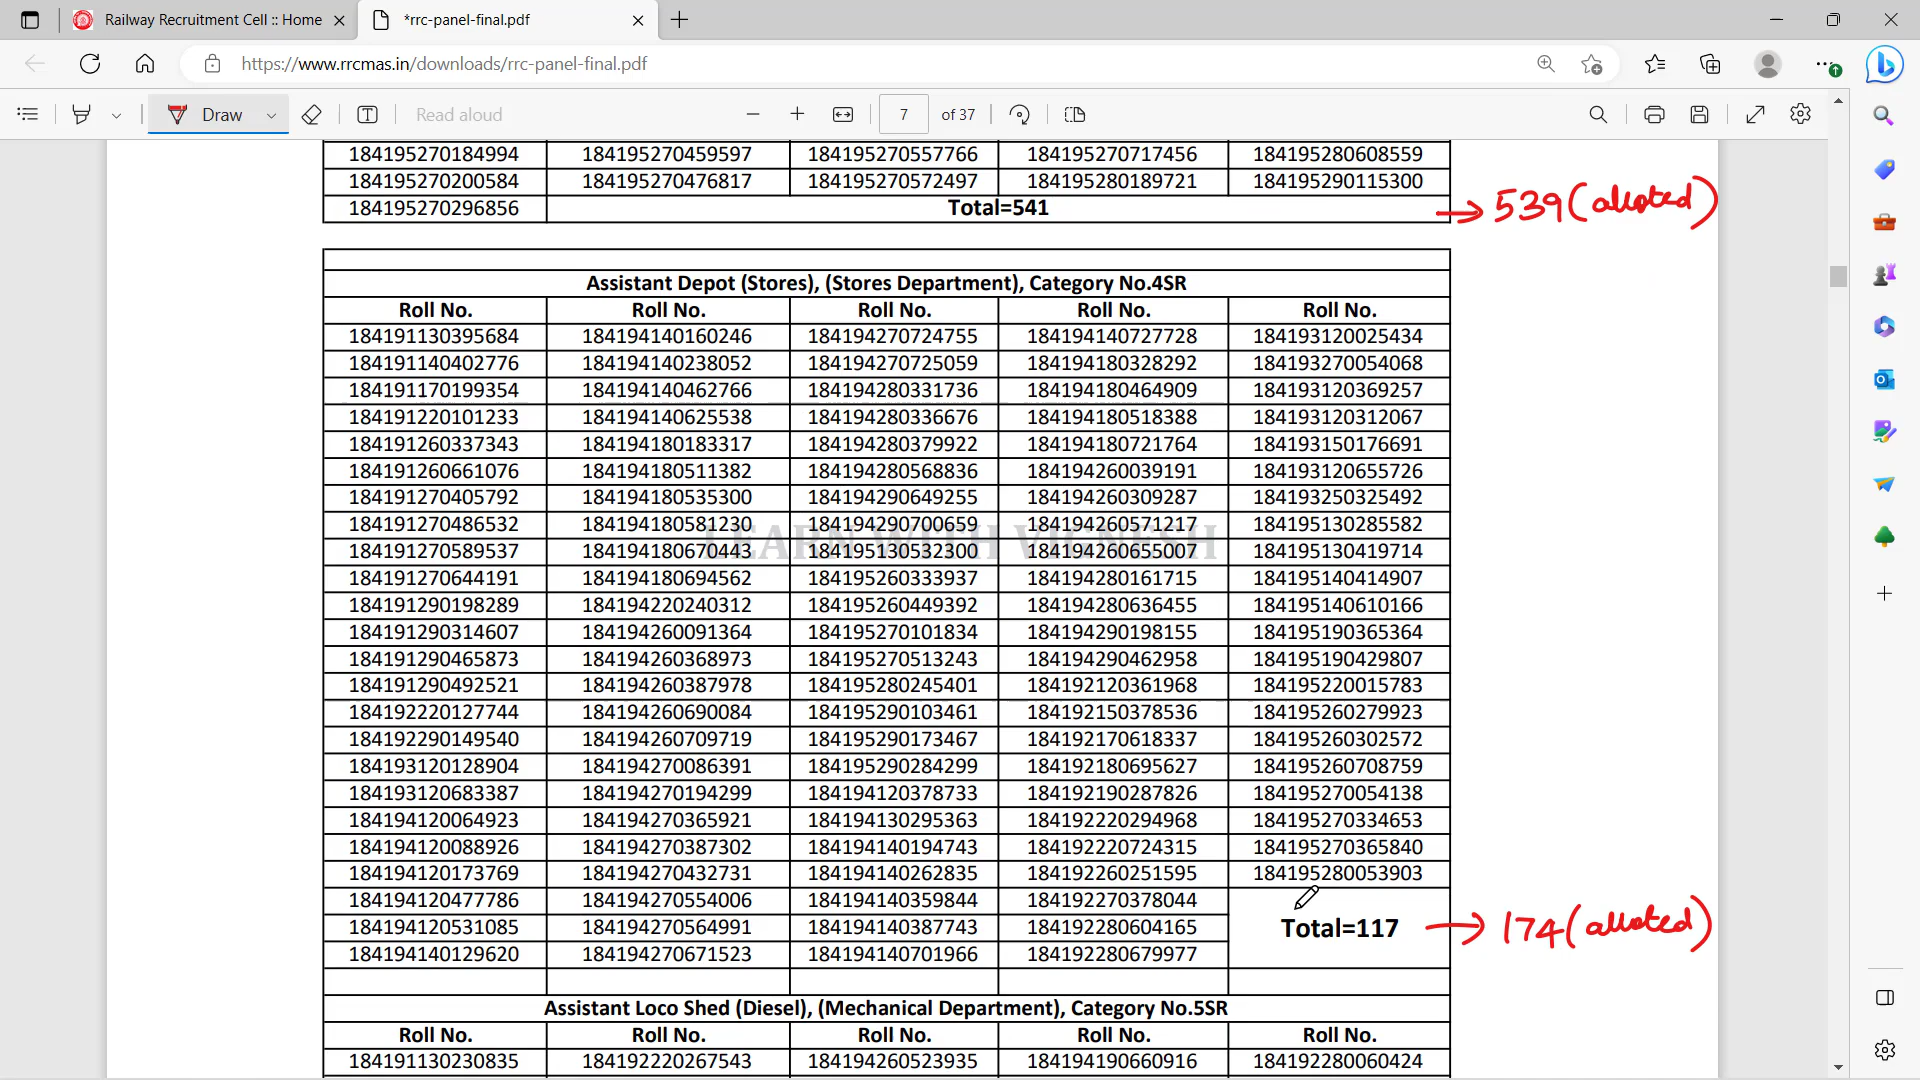 Railway Recruitment Cell :: Home
*rrc-panel-final.pdf
https://www.rrcmas.in/downloads/rrc-panel-final.pdf
Draw
Read aloud
7 of 37
184195270184994 184195270459597 184195270557766 184195270717456 184195280608559
184195270200584 184195270476817 184195270572497 184195280189721 184195290115300
184195270296856 Total=541 → 539(alloted)
Assistant Depot (Stores), (Stores Department), Category No.4SR
Roll No. Roll No. Roll No. Roll No. Roll No.
184191130395684 184194140160246 184194270724755 184194140727728 184193120025434
184191140402776 184194140238052 184194270725059 184194180328292 184193270054068
184191170199354 184194140462766 184194280331736 184194180464909 184193120369257
184191220101233 184194140625538 184194280336676 184194180518388 184193120312067
184191260337343 184194180183317 184194280379922 184194180721764 184193150176691
184191260661076 184194180511382 184194280568836 184194260039191 184193120655726
184191270405792 184194180535300 184194290649255 184194260309287 184193250325492
184191270486532 184194180581230 184194290700659 184194260571217 184195130285582
LEARN WITH VIGNESH
184191270589537 184194180670443 184195130532300 184194260655007 184195130419714
184191270644191 184194180694562 184195260333937 184194280161715 184195140414907
184191290198289 184194220240312 184195260449392 184194280636455 184195140610166
184191290314607 184194260091364 184195270101834 184194290198155 184195190365364
184191290465873 184194260368973 184195270513243 184194290462958 184195190429807
184191290492521 184194260387978 184195280245401 184192120361968 184195220015783
184192220127744 184194260690084 184195290103461 184192150378536 184195260279923
184192290149540 184194260709719 184195290173467 184192170618337 184195260302572
184193120128904 184194270086391 184195290284299 184192180695627 184195260708759
184193120683387 184194270194299 184194120378733 184192190287826 184195270054138
184194120064923 184194270365921 184194130295363 184192220294968 184195270334653
184194120088926 184194270387302 184194140194743 184192220724315 184195270365840
184194120173769 184194270432731 184194140262835 184192260251595 184195280053903
184194120477786 184194270554006 184194140359844 184192270378044
184194120531085 184194270564991 184194140387743 184192280604165 Total=117 → 174(alloted)
184194140129620 184194270671523 184194140701966 184192280679977
Assistant Loco Shed (Diesel), (Mechanical Department), Category No.5SR
Roll No. Roll No. Roll No. Roll No. Roll No.
184191130230835 184192220267543 184194260523935 184194190660916 184192280060424